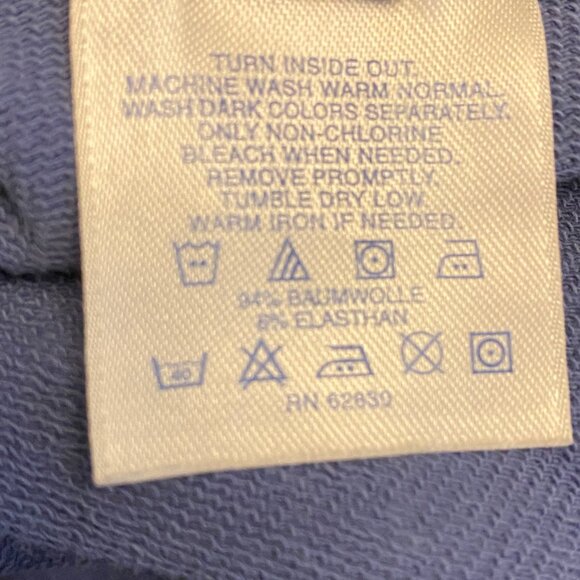 TURN INSIDE OUT.
MACHINE WASH WARM NORMAL.
WASH DARK COLORS SEPARATELY.
ONLY NON-CHLORINE
BLEACH WHEN NEEDED.
REMOVE PROMPTLY.
TUMBLE DRY LOW.
WARM IRON IF NEEDED.
94% BAUMWOLLE
6% ELASTHAN
40
RN 62630